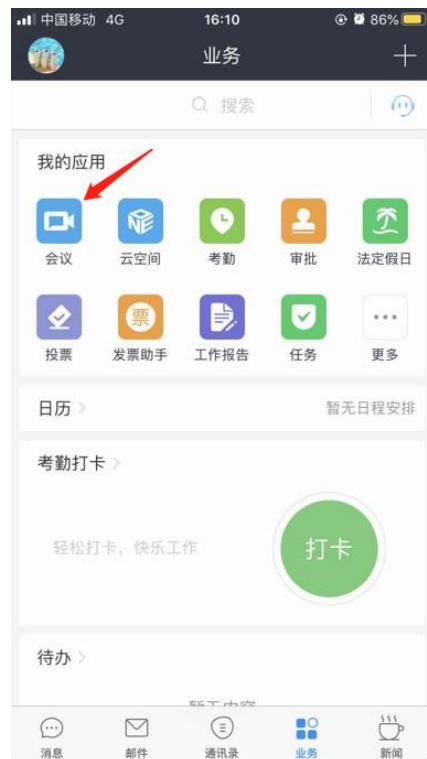 中国移动 4G 16:10 86%
业务
搜索
我的应用
会议 云空间 考勤 审批 法定假日
投票 发票助手 工作报告 任务 更多
票
日历 暂无日程安排
考勤打卡
轻松打卡，快乐工作
打卡
待办
暂无内容
消息 邮件 通讯录 业务 新闻